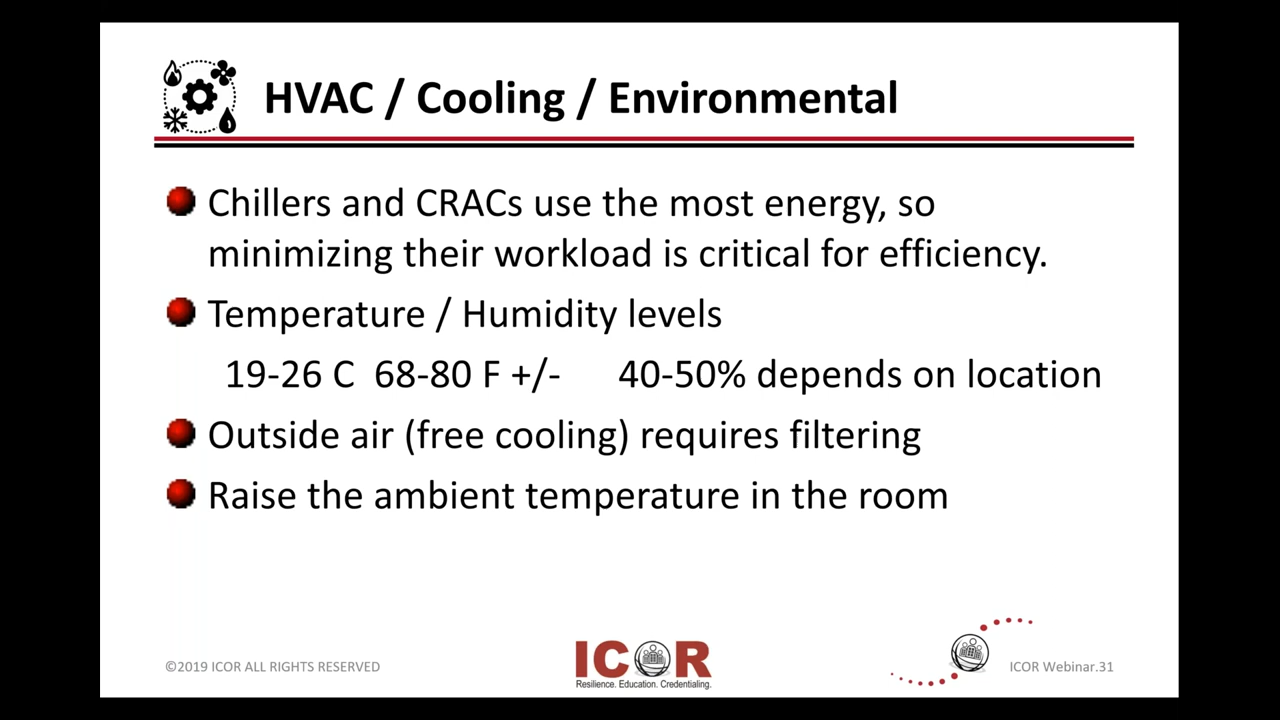 HVAC / Cooling / Environmental
Chillers and CRACs use the most energy, so
minimizing their workload is critical for efficiency.
Temperature / Humidity levels
19-26 C 68-80 F +/- 40-50% depends on location
Outside air (free cooling) requires filtering
Raise the ambient temperature in the room
©2019 ICOR ALL RIGHTS RESERVED
ICOR
Resilience. Education. Credentialing.
ICOR Webinar.31